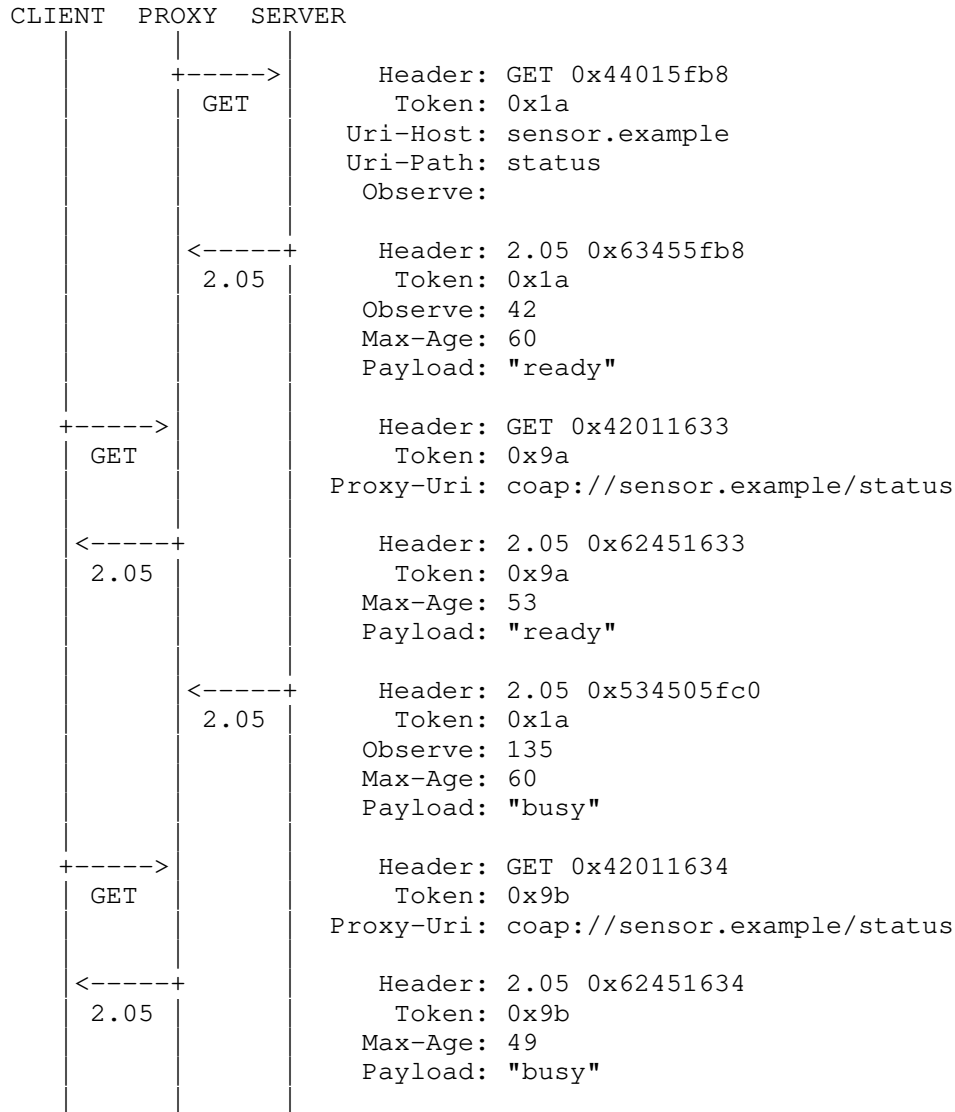 CLIENT PROXY SERVER
+-----> Header: GET 0x44015fb8
GET Token: 0x1a
Uri-Host: sensor.example
Uri-Path: status
Observe:
<-----+ Header: 2.05 0x63455fb8
2.05 Token: 0x1a
Observe: 42
Max-Age: 60
Payload: "ready"
+-----> Header: GET 0x42011633
GET Token: 0x9a
Proxy-Uri: coap://sensor.example/status
<-----+ Header: 2.05 0x62451633
2.05 Token: 0x9a
Max-Age: 53
Payload: "ready"
<-----+ Header: 2.05 0x534505fc0
2.05 Token: 0x1a
Observe: 135
Max-Age: 60
Payload: "busy"
+-----> Header: GET 0x42011634
GET Token: 0x9b
Proxy-Uri: coap://sensor.example/status
<-----+ Header: 2.05 0x62451634
2.05 Token: 0x9b
Max-Age: 49
Payload: "busy"